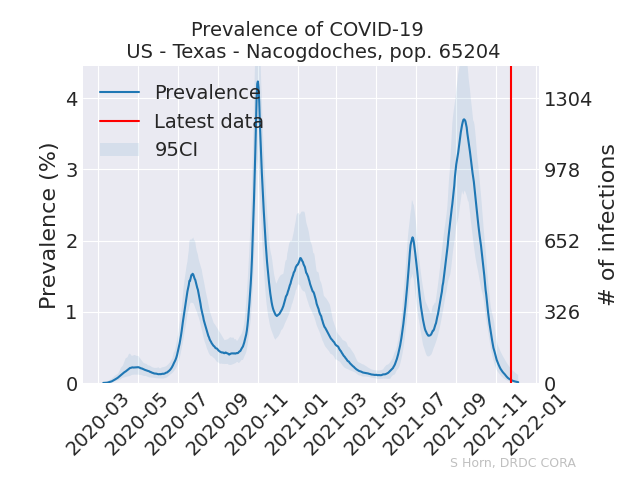 Prevalence of COVID-19
US - Texas - Nacogdoches, pop. 65204
Prevalence
Latest data
95CI
Prevalence (%)
4
3
2
1
0
1304
978
652
326
0
# of infections
2020-03
2020-05
2020-07
2020-09
2020-11
2021-01
2021-03
2021-05
2021-07
2021-09
2021-11
2022-01
S Horn, DRDC CORA